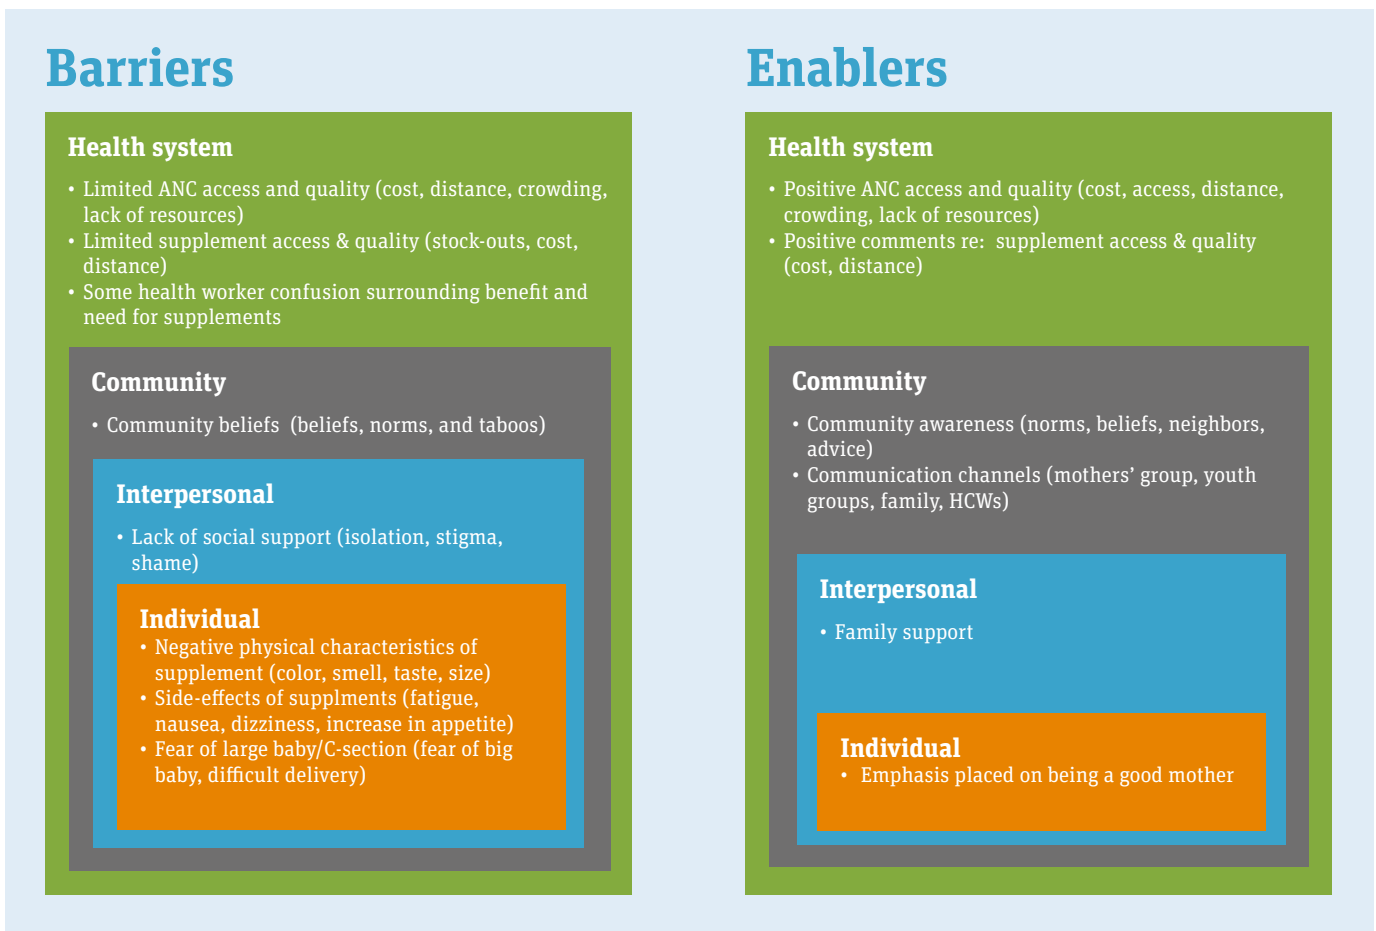 Barriers
Health system
• Limited ANC access and quality (cost, distance, crowding,
lack of resources)
• Limited supplement access & quality (stock-outs, cost,
distance)
• Some health worker confusion surrounding benefit and
need for supplements
Community
• Community beliefs  (beliefs, norms, and taboos)
Interpersonal
• Lack of social support (isolation, stigma,
shame)
Individual
• Negative physical characteristics of
supplement (color, smell, taste, size)
• Side-effects of supplments (fatigue,
nausea, dizziness, increase in appetite)
• Fear of large baby/C-section (fear of big
baby, difficult delivery)
Enablers
Health system
• Positive ANC access and quality (cost, access, distance,
crowding, lack of resources)
• Positive comments re:  supplement access & quality
(cost, distance)
Community
• Community awareness (norms, beliefs, neighbors,
advice)
• Communication channels (mothers’ group, youth
groups, family, HCWs)
Interpersonal
• Family support
Individual
• Emphasis placed on being a good mother